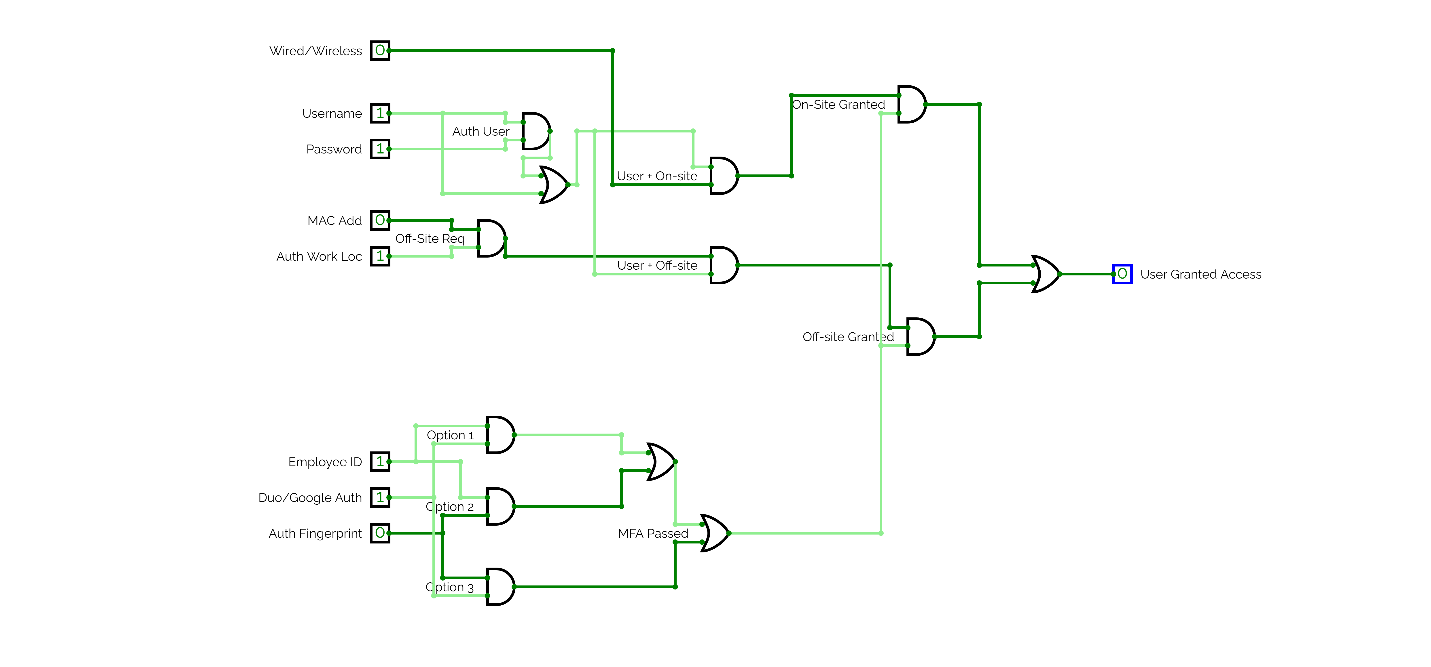 Wired/Wireless 0
Username 1
Auth User
Password 1
On-Site Granted
User + On-site
MAC Add 0
Off-Site Req
Auth Work Loc 1
User + Off-site
0 User Granted Access
Off-site Granted
Option 1
Employee ID 1
Duo/Google Auth 1
Option 2
Auth Fingerprint 0
MFA Passed
Option 3